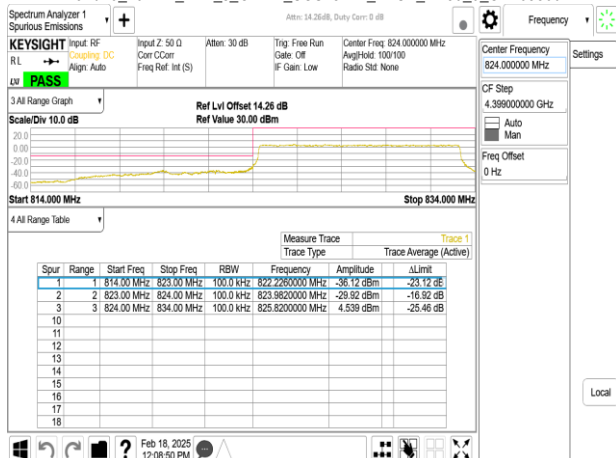 Spectrum Analyzer 1
Spurious Emissions
Attn: 14.26dB, Duty Corr: 0 dB
Frequency
KEYSIGHT
RL
LXI
PASS
Input: RF
Coupling: DC
Align: Auto
Input Z: 50 Ω
Corr CCorr
Freq Ref: Int (S)
Atten: 30 dB
Trig: Free Run
Gate: Off
IF Gain: Low
Center Freq: 824.000000 MHz
Avg|Hold: 100/100
Radio Std: None
Center Frequency
824.000000 MHz
Settings
CF Step
4.399000000 GHz
Auto
Man
Freq Offset
0 Hz
3 All Range Graph
Scale/Div 10.0 dB
Ref Lvl Offset 14.26 dB
Ref Value 30.00 dBm
20.0
0.00
-20.0
-40.0
-60.0
Start 814.000 MHz
Stop 834.000 MHz
4 All Range Table
Measure Trace Trace 1
Trace Type Trace Average (Active)
Spur Range Start Freq Stop Freq RBW Frequency Amplitude ΔLimit
1 1 814.00 MHz 823.00 MHz 100.0 kHz 822.2260000 MHz -36.12 dBm -23.12 dB
2 2 823.00 MHz 824.00 MHz 100.0 kHz 823.9820000 MHz -29.92 dBm -16.92 dB
3 3 824.00 MHz 834.00 MHz 100.0 kHz 825.8200000 MHz 4.539 dBm -25.46 dB
10
11
12
13
14
15
16
17
18
Local
?
Feb 18, 2025
12:08:50 PM